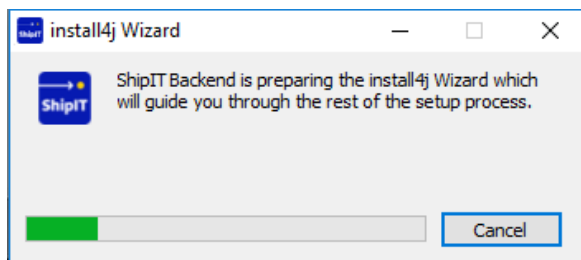 install4j Wizard
ShipIT Backend is preparing the install4j Wizard which
will guide you through the rest of the setup process.
ShipIT
Cancel